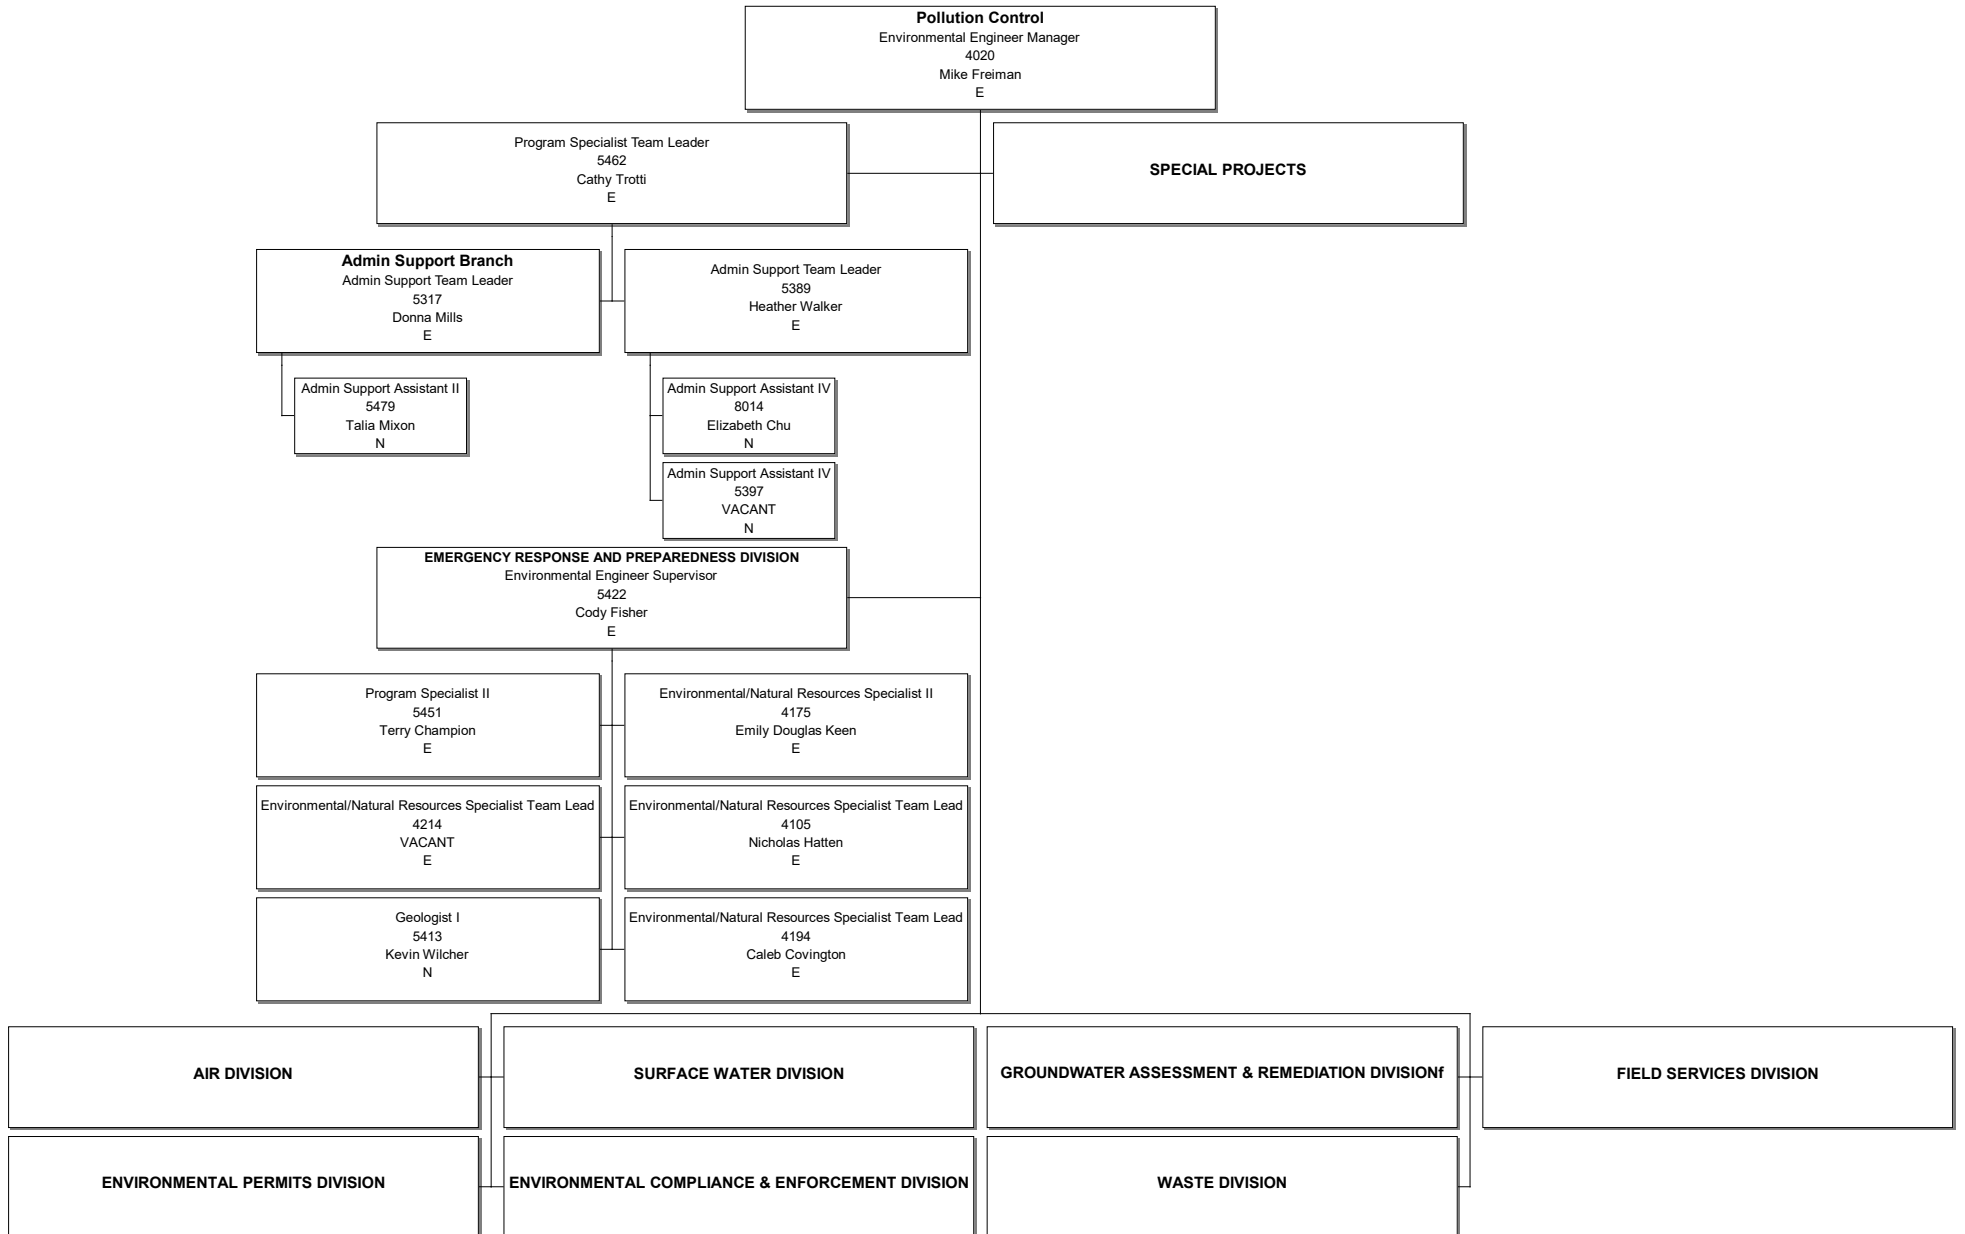 Pollution Control
Environmental Engineer Manager
4020
Mike Freiman
E
Program Specialist Team Leader
5462
Cathy Trotti
E
SPECIAL PROJECTS
Admin Support Branch
Admin Support Team Leader
5317
Donna Mills
E
Admin Support Team Leader
5389
Heather Walker
E
Admin Support Assistant II
5479
Talia Mixon
N
Admin Support Assistant IV
8014
Elizabeth Chu
N
Admin Support Assistant IV
5397
VACANT
N
EMERGENCY RESPONSE AND PREPAREDNESS DIVISION
Environmental Engineer Supervisor
5422
Cody Fisher
E
Program Specialist II
5451
Terry Champion
E
Environmental/Natural Resources Specialist II
4175
Emily Douglas Keen
E
Environmental/Natural Resources Specialist Team Lead
4214
VACANT
E
Environmental/Natural Resources Specialist Team Lead
4105
Nicholas Hatten
E
Geologist I
5413
Kevin Wilcher
N
Environmental/Natural Resources Specialist Team Lead
4194
Caleb Covington
E
AIR DIVISION
SURFACE WATER DIVISION
GROUNDWATER ASSESSMENT & REMEDIATION DIVISIONf
FIELD SERVICES DIVISION
ENVIRONMENTAL PERMITS DIVISION
ENVIRONMENTAL COMPLIANCE & ENFORCEMENT DIVISION
WASTE DIVISION